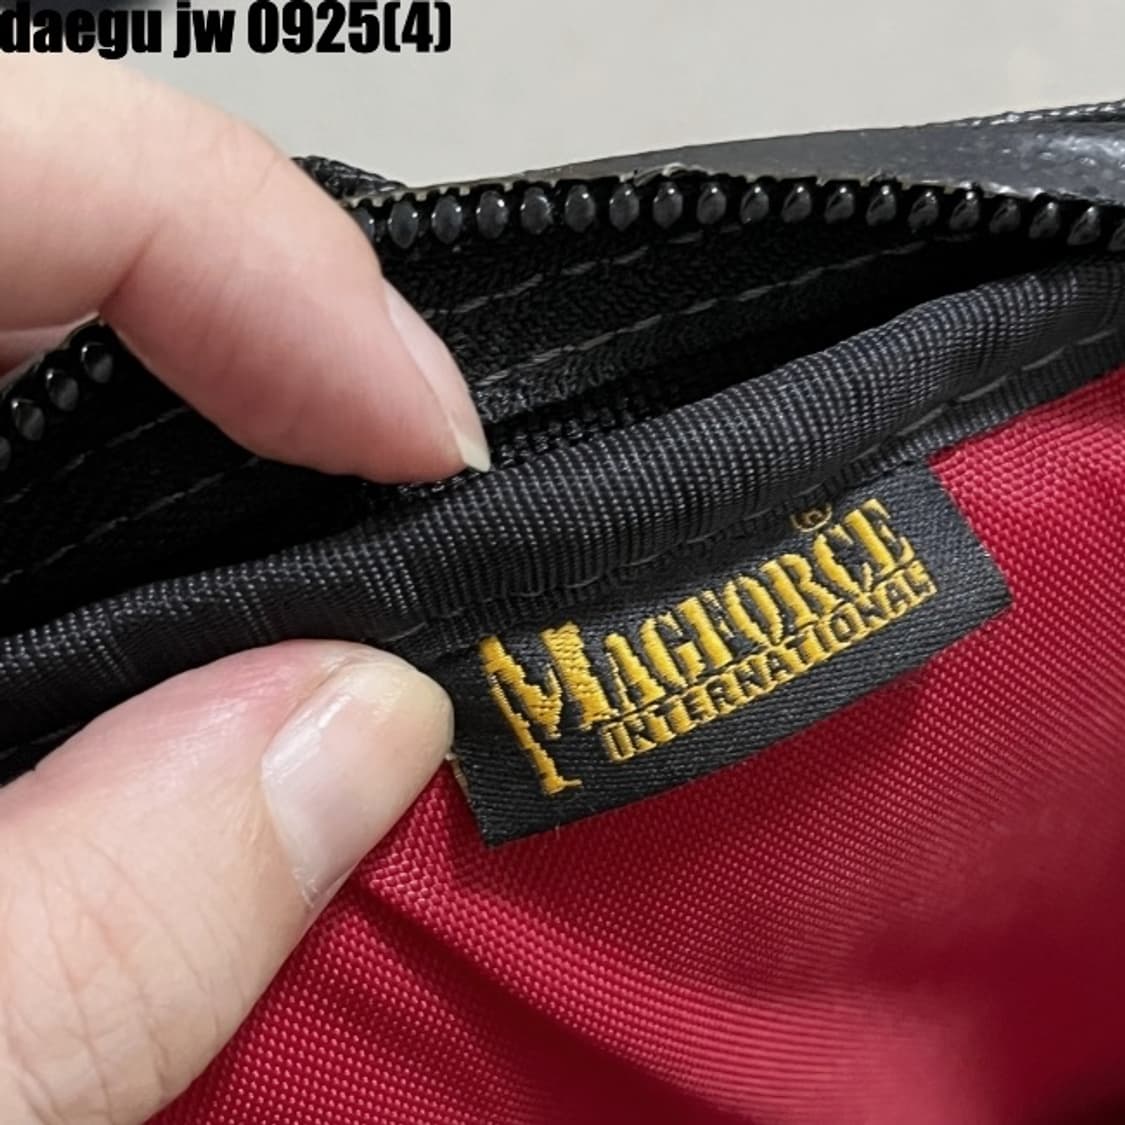 daegu jw 0925(4)
MAGFORCE®
INTERNATIONAL